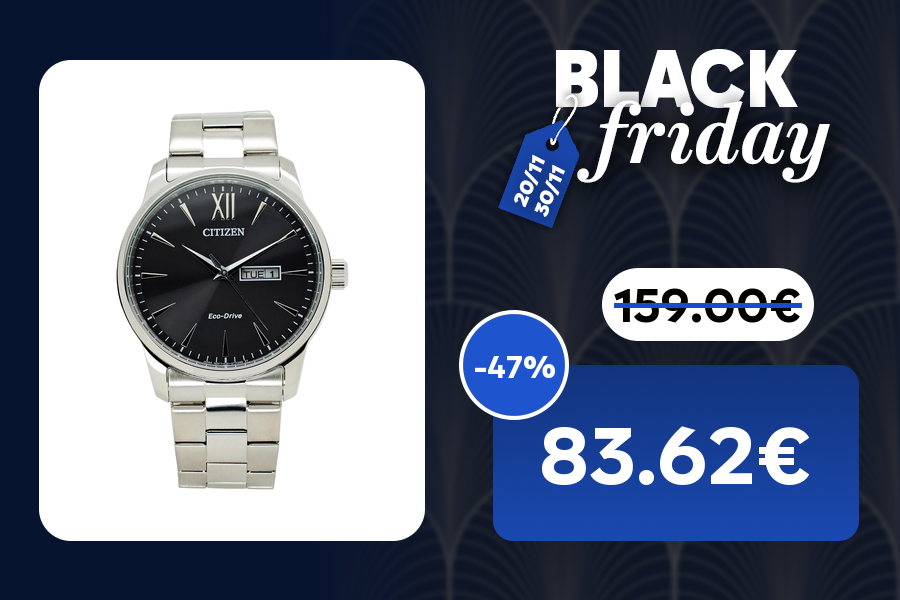 BLACK
friday
20/11
30/11
XII
CITIZEN
TUE 1
Eco-Drive
159.00€
-47%
83.62€